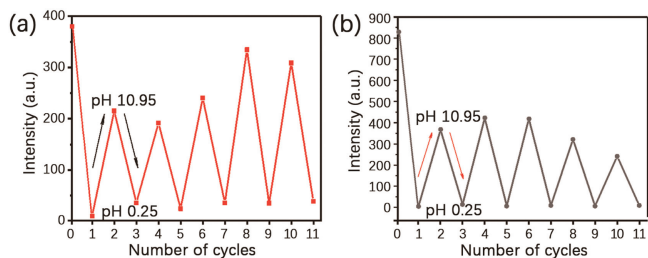 (a)
400
300
200
100
0
Intensity (a.u.)
pH 10.95
pH 0.25
0 1 2 3 4 5 6 7 8 9 10 11
Number of cycles
(b)
900
800
700
600
500
400
300
200
100
0
Intensity (a.u.)
pH 10.95
pH 0.25
0 1 2 3 4 5 6 7 8 9 10 11
Number of cycles